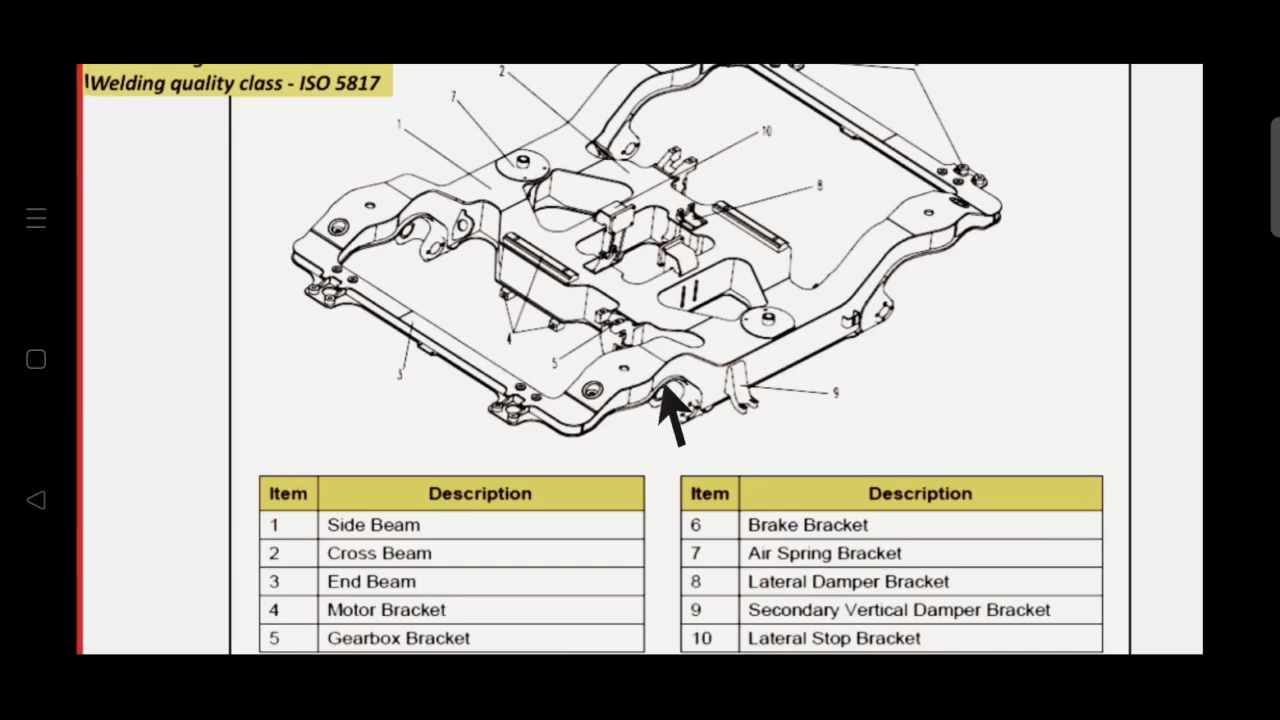 Welding quality class - ISO 5817
2
7
1
10
8
4
5
3
9
Item Description
1 Side Beam
2 Cross Beam
3 End Beam
4 Motor Bracket
5 Gearbox Bracket
Item Description
6 Brake Bracket
7 Air Spring Bracket
8 Lateral Damper Bracket
9 Secondary Vertical Damper Bracket
10 Lateral Stop Bracket